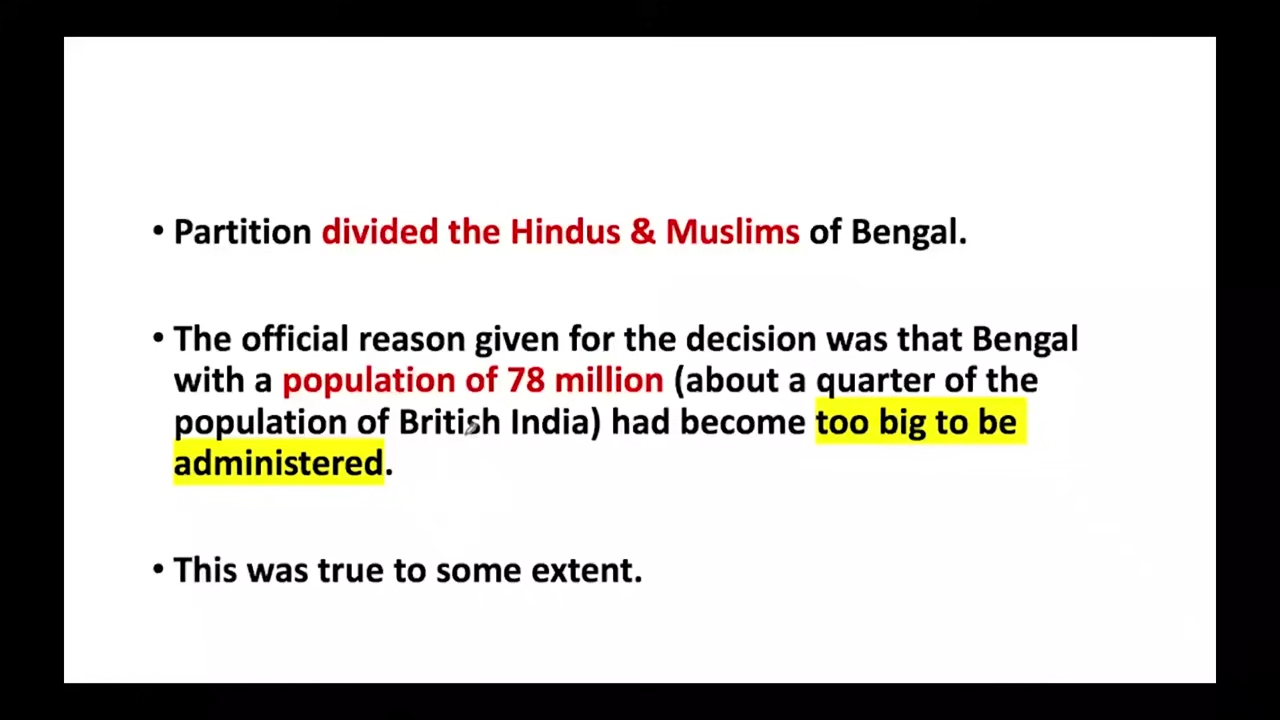 • Partition divided the Hindus & Muslims of Bengal.
• The official reason given for the decision was that Bengal
with a population of 78 million (about a quarter of the
population of British India) had become too big to be
administered.
• This was true to some extent.